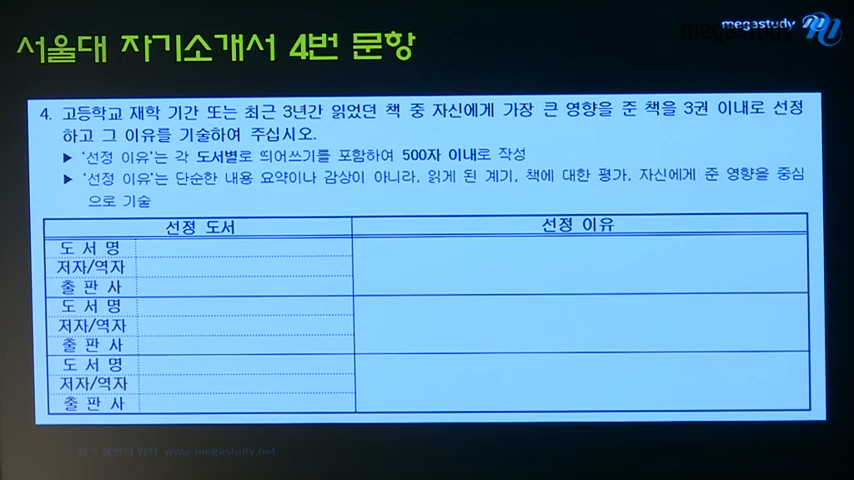 megastudy
서울대 자기소개서 4번 문항
4. 고등학교 재학 기간 또는 최근 3년간 읽었던 책 중 자신에게 가장 큰 영향을 준 책을 3권 이내로 선정
하고 그 이유를 기술하여 주십시오.
▶ '선정 이유'는 각 도서별로 띄어쓰기를 포함하여 500자 이내로 작성
▶ '선정 이유'는 단순한 내용 요약이나 감상이 아니라, 읽게 된 계기, 책에 대한 평가, 자신에게 준 영향을 중심
으로 기술
선정 도서 선정 이유
도 서 명
저자/역자
출 판 사
도 서 명
저자/역자
출 판 사
도 서 명
저자/역자
출 판 사
www.megastudy.net